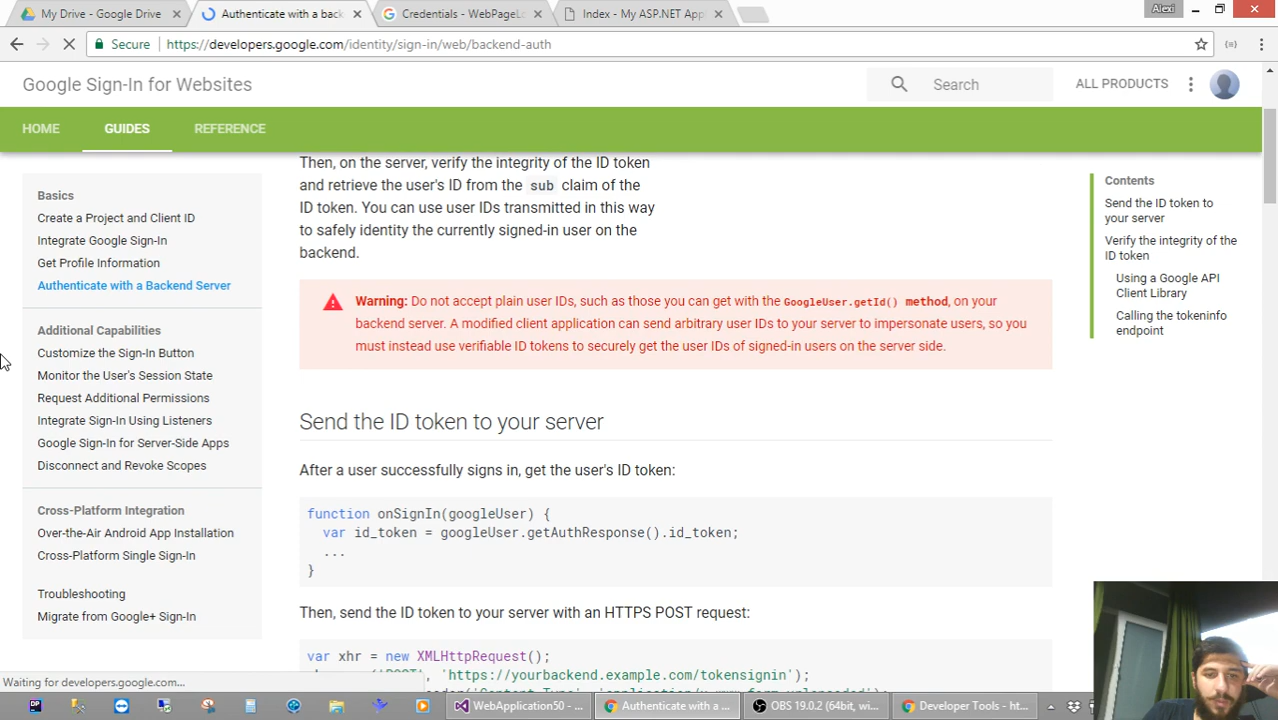 My Drive - Google Drive
Authenticate with a back
Credentials - WebPageLo
Index - My ASP.NET App
Alexi
Secure
https://developers.google.com/identity/sign-in/web/backend-auth
Google Sign-In for Websites
Search
ALL PRODUCTS
HOME
GUIDES
REFERENCE
Basics
Create a Project and Client ID
Integrate Google Sign-In
Get Profile Information
Authenticate with a Backend Server
Additional Capabilities
Customize the Sign-In Button
Monitor the User's Session State
Request Additional Permissions
Integrate Sign-In Using Listeners
Google Sign-In for Server-Side Apps
Disconnect and Revoke Scopes
Cross-Platform Integration
Over-the-Air Android App Installation
Cross-Platform Single Sign-In
Troubleshooting
Migrate from Google+ Sign-In
Then, on the server, verify the integrity of the ID token
and retrieve the user's ID from the sub claim of the
ID token. You can use user IDs transmitted in this way
to safely identity the currently signed-in user on the
backend.
Warning: Do not accept plain user IDs, such as those you can get with the GoogleUser.getId() method, on your
backend server. A modified client application can send arbitrary user IDs to your server to impersonate users, so you
must instead use verifiable ID tokens to securely get the user IDs of signed-in users on the server side.
Send the ID token to your server
After a user successfully signs in, get the user's ID token:
function onSignIn(googleUser) {
var id_token = googleUser.getAuthResponse().id_token;
...
}
Then, send the ID token to your server with an HTTPS POST request:
var xhr = new XMLHttpRequest();
'https://yourbackend.example.com/tokensignin');
Contents
Send the ID token to
your server
Verify the integrity of the
ID token
Using a Google API
Client Library
Calling the tokeninfo
endpoint
Waiting for developers.google.com...
WebApplication50 - ...
Authenticate with a ...
OBS 19.0.2 (64bit, wi...
Developer Tools - ht...